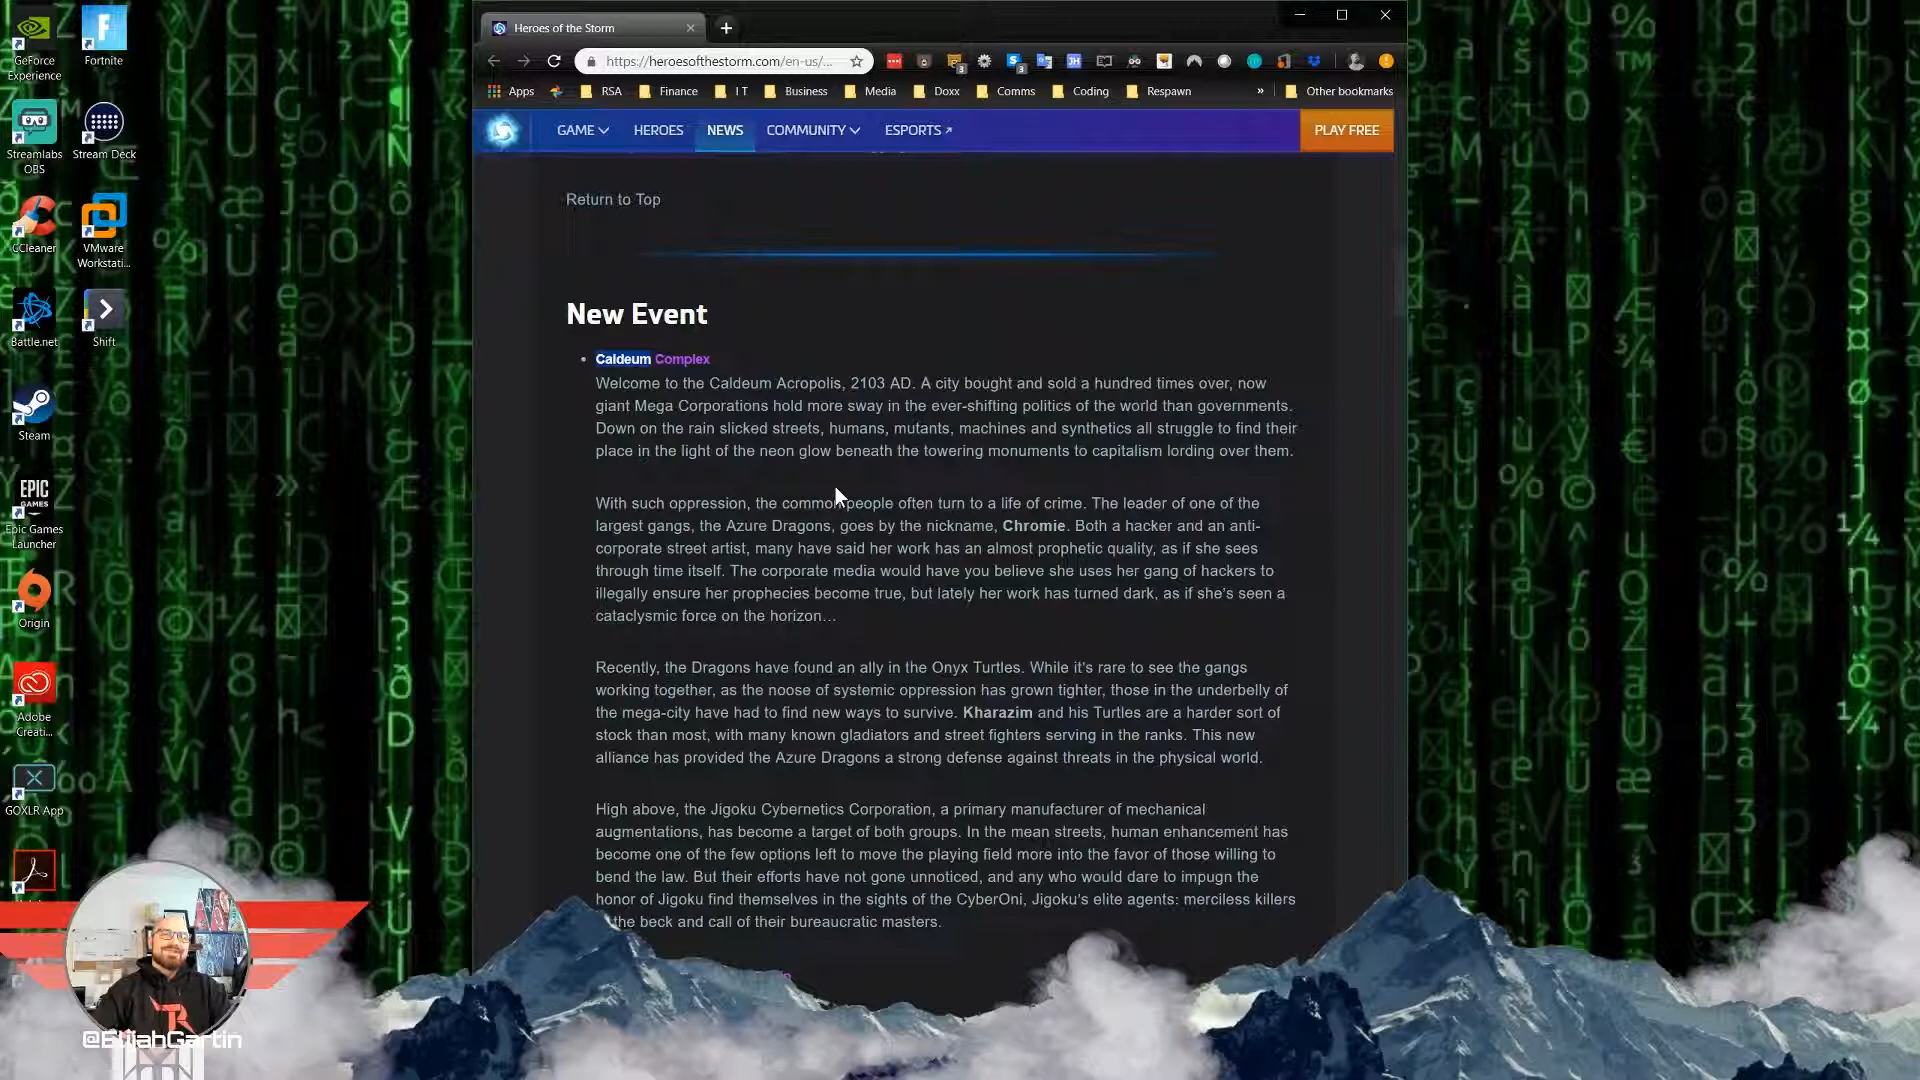 GeForce Experience
Fortnite
Streamlabs OBS
Stream Deck
CCleaner
VMware Workstati...
Battle.net
Shift
Steam
EPIC GAMES
Epic Games Launcher
Origin
Adobe Creati...
GOXLR App
@ElijahGartin
Heroes of the Storm
https://heroesofthestorm.com/en-us/...
Apps
RSA
Finance
I T
Business
Media
Doxx
Comms
Coding
Respawn
»
Other bookmarks
GAME
HEROES
NEWS
COMMUNITY
ESPORTS
PLAY FREE
Return to Top
New Event
• Caldeum Complex
Welcome to the Caldeum Acropolis, 2103 AD. A city bought and sold a hundred times over, now
giant Mega Corporations hold more sway in the ever-shifting politics of the world than governments.
Down on the rain slicked streets, humans, mutants, machines and synthetics all struggle to find their
place in the light of the neon glow beneath the towering monuments to capitalism lording over them.
With such oppression, the common people often turn to a life of crime. The leader of one of the
largest gangs, the Azure Dragons, goes by the nickname, Chromie. Both a hacker and an anti-
corporate street artist, many have said her work has an almost prophetic quality, as if she sees
through time itself. The corporate media would have you believe she uses her gang of hackers to
illegally ensure her prophecies become true, but lately her work has turned dark, as if she's seen a
cataclysmic force on the horizon…
Recently, the Dragons have found an ally in the Onyx Turtles. While it's rare to see the gangs
working together, as the noose of systemic oppression has grown tighter, those in the underbelly of
the mega-city have had to find new ways to survive. Kharazim and his Turtles are a harder sort of
stock than most, with many known gladiators and street fighters serving in the ranks. This new
alliance has provided the Azure Dragons a strong defense against threats in the physical world.
High above, the Jigoku Cybernetics Corporation, a primary manufacturer of mechanical
augmentations, has become a target of both groups. In the mean streets, human enhancement has
become one of the few options left to move the playing field more into the favor of those willing to
bend the law. But their efforts have not gone unnoticed, and any who would dare to impugn the
honor of Jigoku find themselves in the sights of the CyberOni, Jigoku's elite agents: merciless killers
the beck and call of their bureaucratic masters.